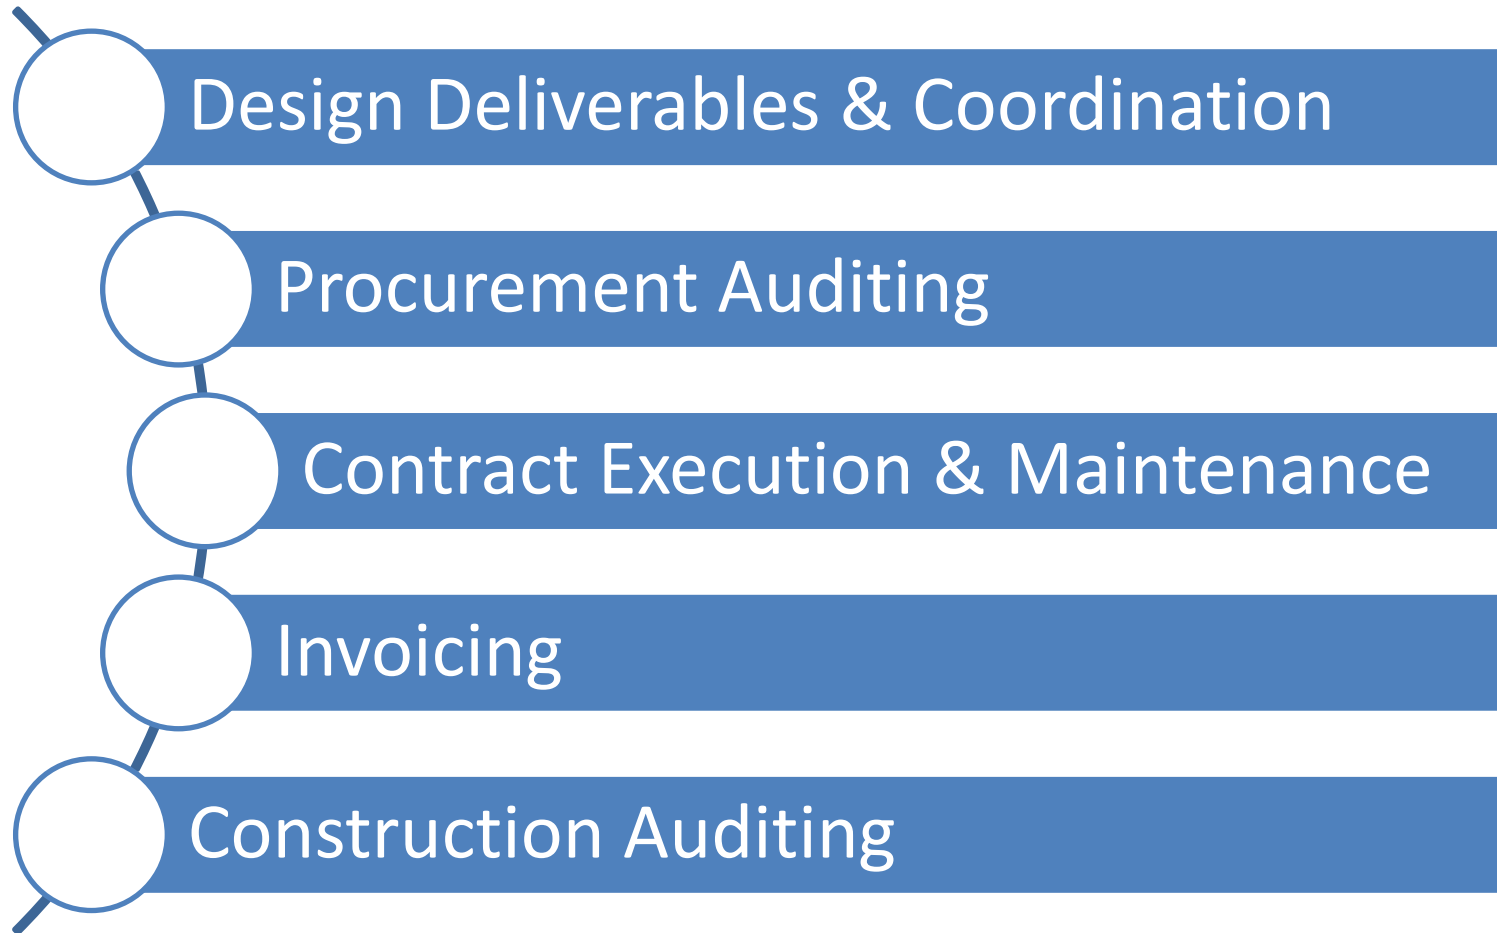 Design Deliverables & Coordination
Procurement Auditing
Contract Execution & Maintenance
Invoicing
Construction Auditing